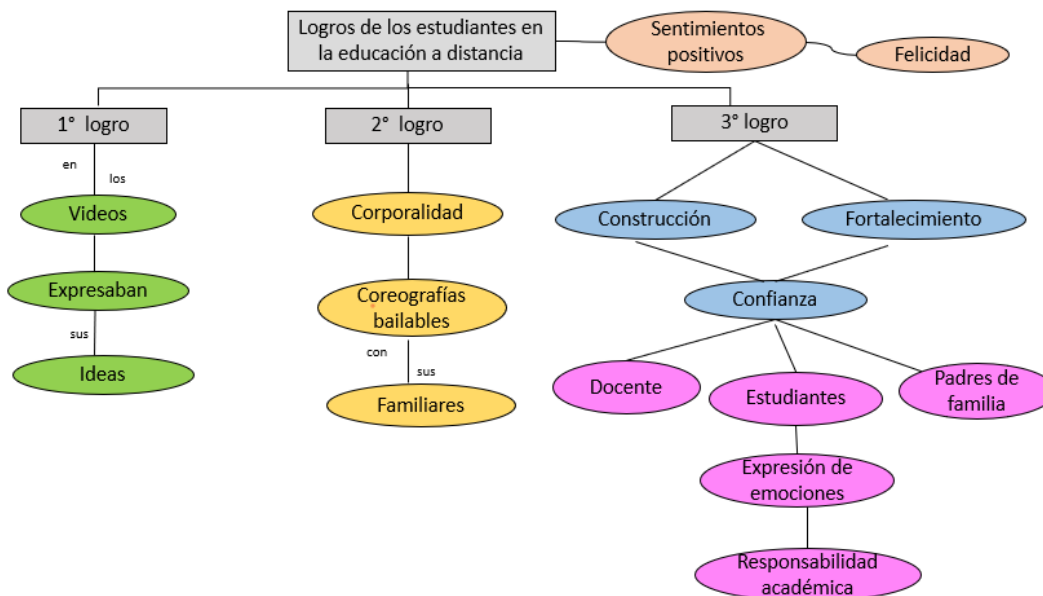 Logros de los estudiantes en
la educación a distancia
Sentimientos
positivos
Felicidad
1° logro
2° logro
3° logro
en
los
Videos
Corporalidad
Construcción
Fortalecimiento
Expresaban
Coreografías
bailables
Confianza
sus
Ideas
con
sus
Familiares
Docente
Estudiantes
Padres de
familia
Expresión de
emociones
Responsabilidad
académica